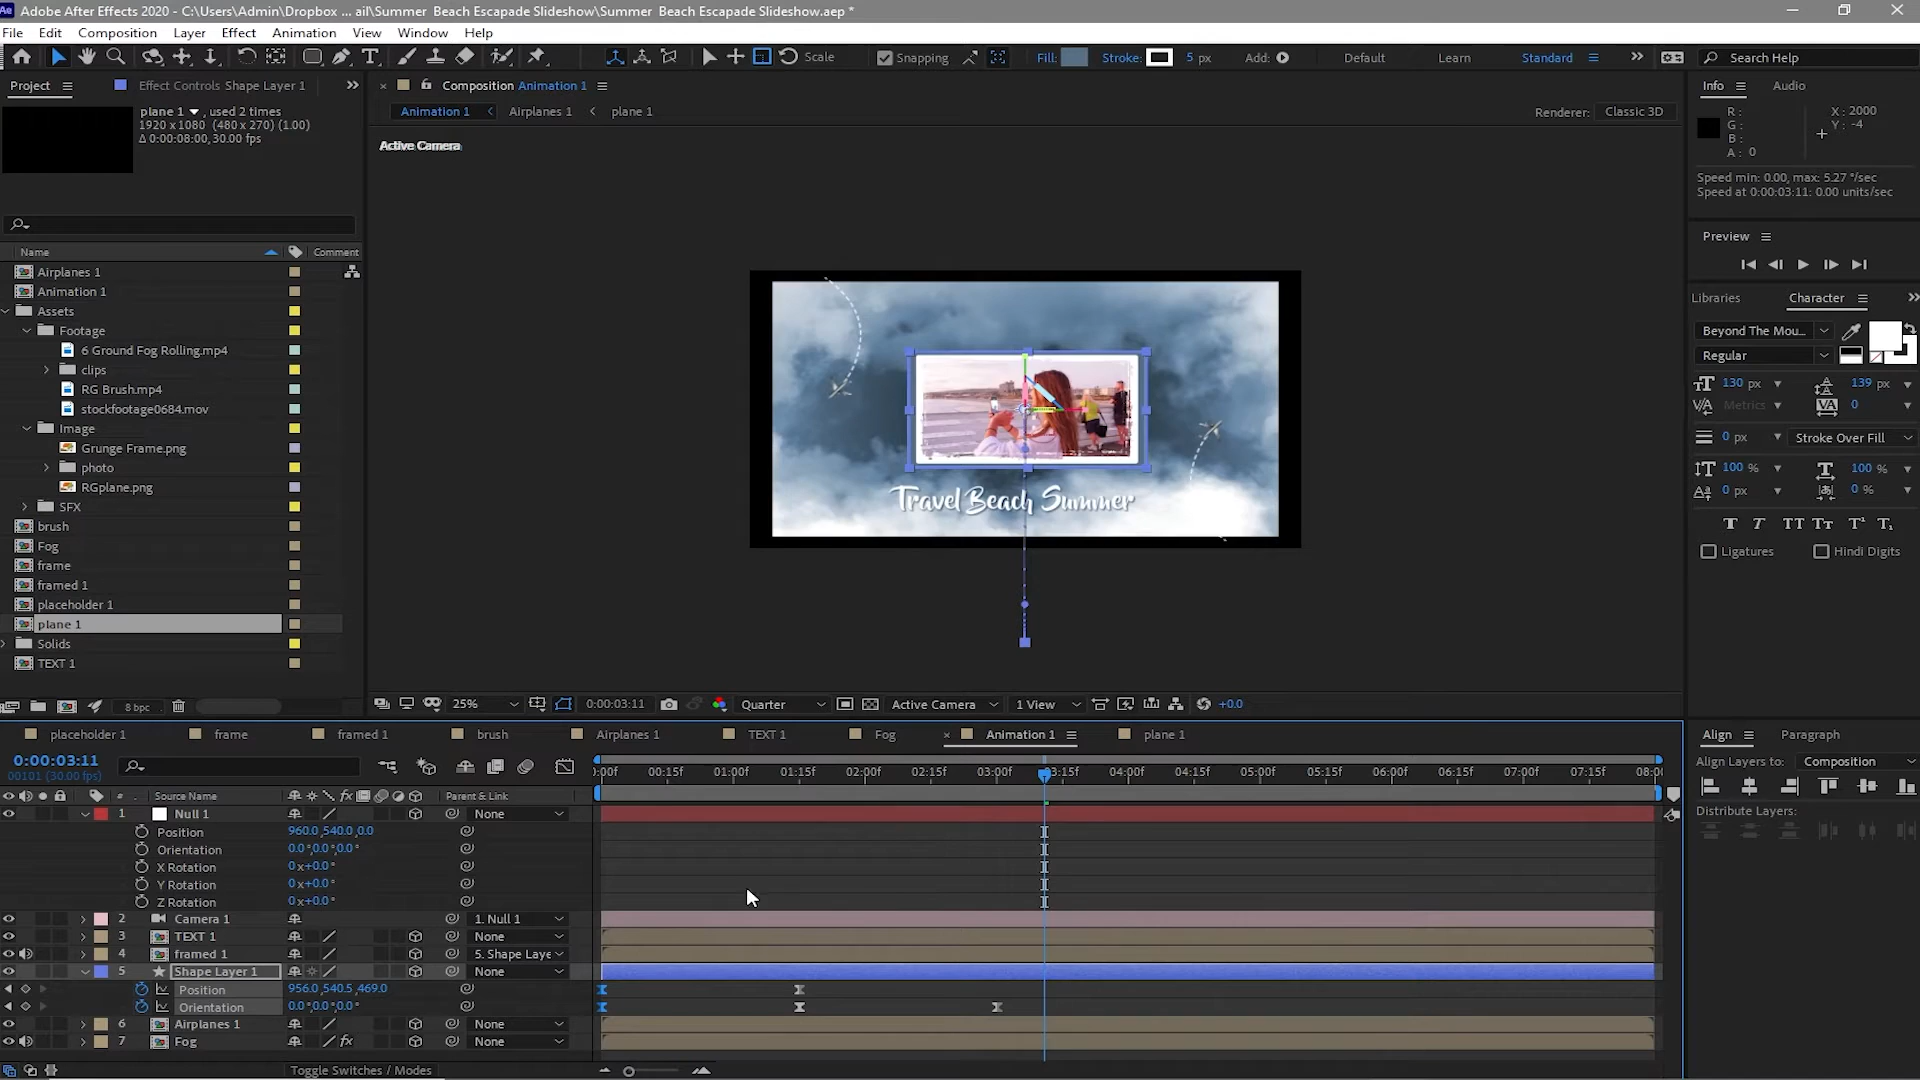 Ae Adobe After Effects 2020 - C:\Users\Admin\Dropbox ... ail\Summer Beach Escapade Slideshow\Summer Beach Escapade Slideshow.aep *
File Edit Composition Layer Effect Animation View Window Help
Scale Snapping Fill: Stroke: 5 px Add: Default Learn Standard Search Help
Project Effect Controls Shape Layer 1 Composition Animation 1 Info Audio
plane 1 , used 2 times
1920 x 1080 (480 x 270) (1.00)
Δ 0:00:08:00, 30.00 fps
Animation 1 Airplanes 1 plane 1 Renderer: Classic 3D
Active Camera
R: X: 2000
G: Y: -4
B:
A: 0
Speed min: 0.00, max: 5.27 °/sec
Speed at 0:00:03:11: 0.00 units/sec
Preview
Name Comment
Airplanes 1
Animation 1
Assets
Footage
6 Ground Fog Rolling.mp4
clips
RG Brush.mp4
stockfootage0684.mov
Image
Grunge Frame.png
photo
RGplane.png
SFX
brush
Fog
frame
framed 1
placeholder 1
plane 1
Solids
TEXT 1
8 bpc
Travel Beach Summer
Libraries Character
Beyond The Mou...
Regular
130 px 139 px
Metrics 0
0 px Stroke Over Fill
100 % 100 %
0 px 0 %
T T TT Tt T¹ T₁
Ligatures Hindi Digits
25% 0:00:03:11 Quarter Active Camera 1 View +0.0
placeholder 1 frame framed 1 brush Airplanes 1 TEXT 1 Fog Animation 1 plane 1
Align Paragraph
Align Layers to: Composition
Distribute Layers:
0:00:03:11
00101 (30.00 fps)
):00f 00:15f 01:00f 01:15f 02:00f 02:15f 03:00f 03:15f 04:00f 04:15f 05:00f 05:15f 06:00f 06:15f 07:00f 07:15f 08:00
# Source Name Parent & Link
1 Null 1 None
Position 960.0,540.0,0.0
Orientation 0.0°,0.0°,0.0°
X Rotation 0x+0.0°
Y Rotation 0x+0.0°
Z Rotation 0x+0.0°
2 Camera 1 1. Null 1
3 TEXT 1 None
4 framed 1 5. Shape Laye
5 Shape Layer 1 None
Position 956.0,540.5,469.0
Orientation 0.0°,0.0°,0.0°
6 Airplanes 1 None
7 Fog None
Toggle Switches / Modes